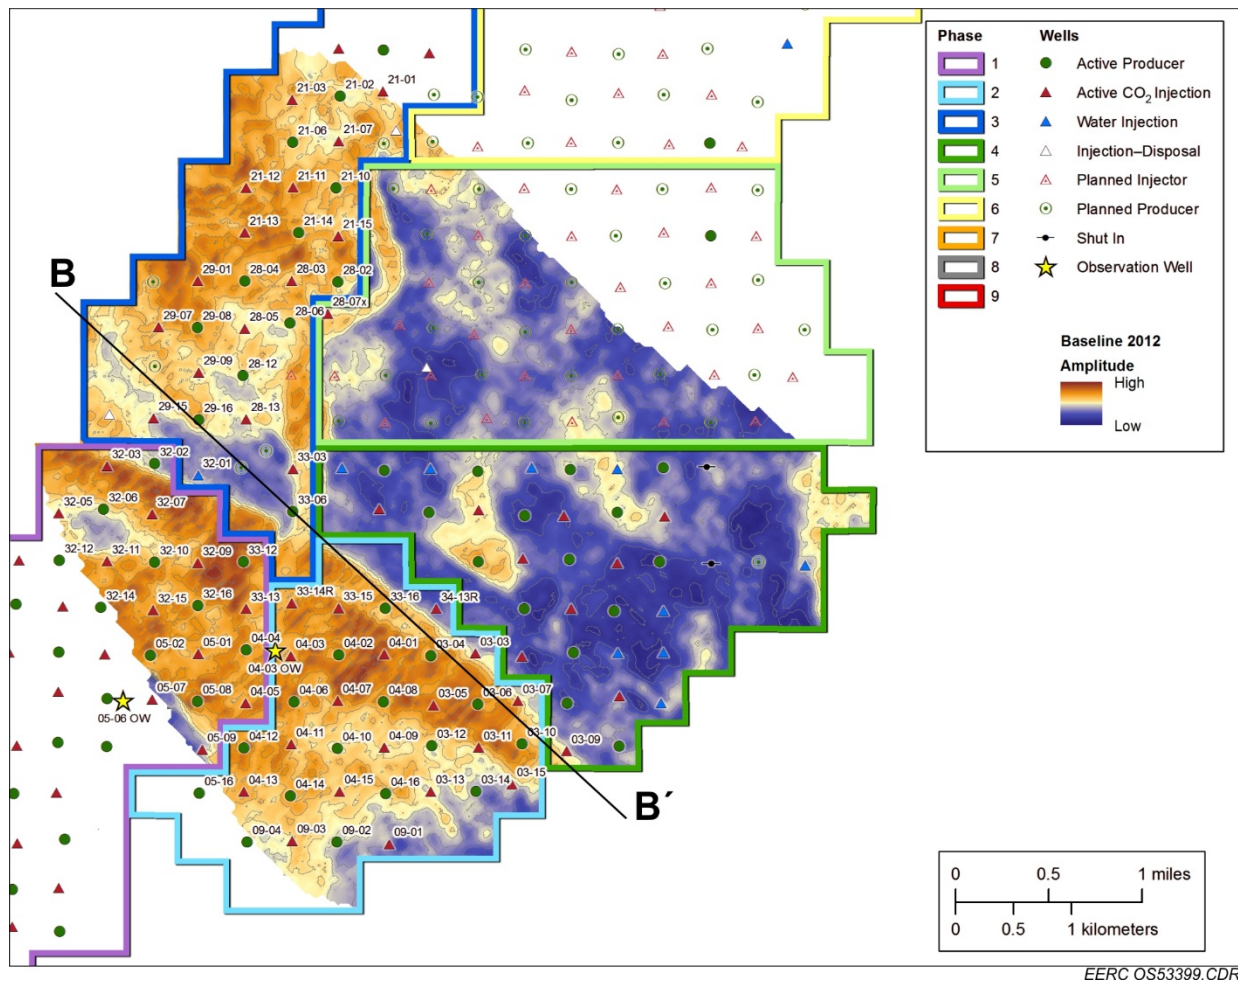 Phase
Wells
1
Active Producer
2
Active CO2 Injection
3
Water Injection
4
Injection–Disposal
5
Planned Injector
6
Planned Producer
7
Shut In
8
Observation Well
9
Baseline 2012
Amplitude
High
Low
21-03 21-02 21-01
21-06 21-07
21-12 21-11 21-10
21-13 21-14 21-15
29-01 28-04 28-03 28-02
B
29-07 29-08 28-05 28-06 28-07x
29-09 28-12
29-15 29-16 28-13
32-03 32-02 32-01 33-03
32-05 32-06 32-07 33-06
32-12 32-11 32-10 32-09 33-12
32-14 32-15 32-16 33-13 33-14R 33-15 33-16 34-13R
05-02 05-01 04-04 04-03 04-02 04-01 03-04 03-03
04-03 OW
05-07 05-08 04-05 04-06 04-07 04-08 03-05 03-06 03-07
05-06 OW
05-09 04-12 04-11 04-10 04-09 03-12 03-11 03-10 03-09
05-16 04-13 04-14 04-15 04-16 03-13 03-14 03-15
B´
09-04 09-03 09-02 09-01
0 0.5 1 miles
0 0.5 1 kilometers
EERC OS53399.CDR